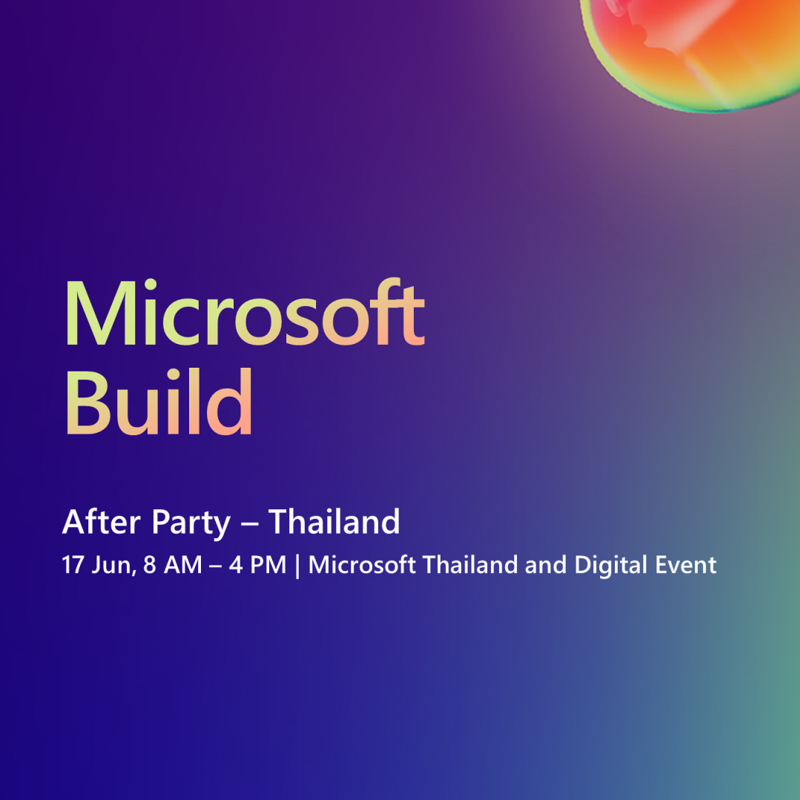 Microsoft
Build
After Party – Thailand
17 Jun, 8 AM – 4 PM | Microsoft Thailand and Digital Event